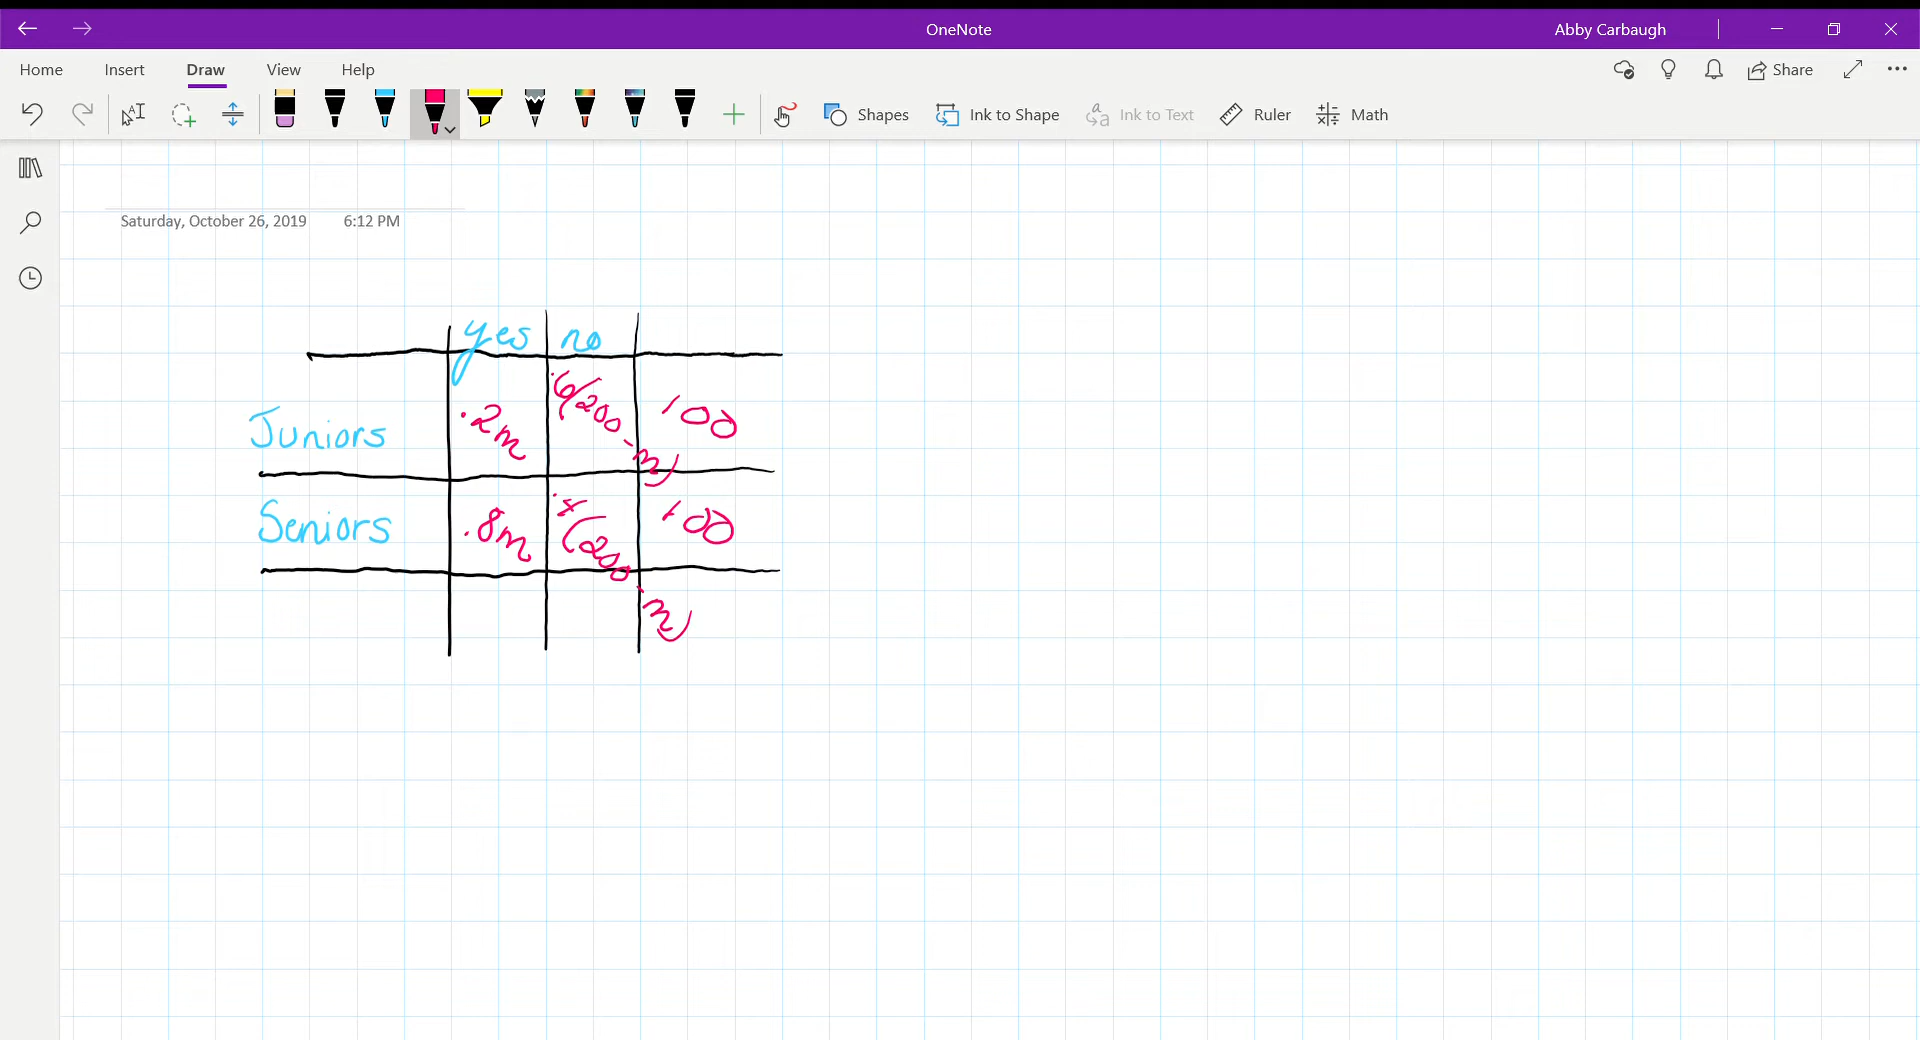 OneNote
Abby Carbaugh
Home Insert Draw View Help
Share
Shapes Ink to Shape Ink to Text Ruler Math
Saturday, October 26, 2019 6:12 PM
yes no
Juniors .2m .6(200-m) 100
Seniors .8m .4(200-m) 100